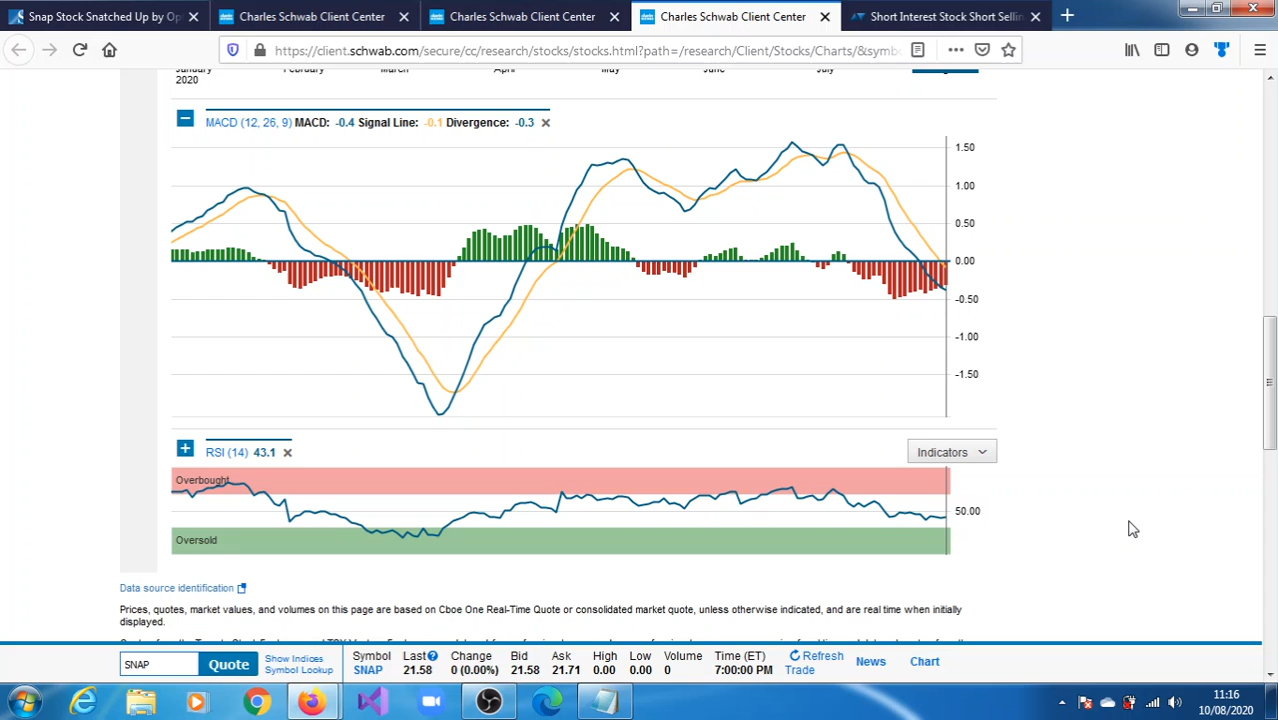 Snap Stock Snatched Up by Op
Charles Schwab Client Center
Charles Schwab Client Center
Charles Schwab Client Center
Short Interest Stock Short Sellin
https://client.schwab.com/secure/cc/research/stocks/stocks.html?path=/research/Client/Stocks/Charts/&symb
January February March April May June July
2020
MACD (12, 26, 9) MACD: -0.4 Signal Line: -0.1 Divergence: -0.3
1.50
1.00
0.50
0.00
-0.50
-1.00
-1.50
RSI (14) 43.1
Indicators
Overbought
50.00
Oversold
Data source identification
Prices, quotes, market values, and volumes on this page are based on Cboe One Real-Time Quote or consolidated market quote, unless otherwise indicated, and are real time when initially
displayed.
SNAP
Quote
Show Indices
Symbol Lookup
Symbol Last Change Bid Ask High Low Volume Time (ET) Refresh
SNAP 21.58 0 (0.00%) 21.58 21.71 0.00 0.00 0 7:00:00 PM Trade
News
Chart
11:16
10/08/2020